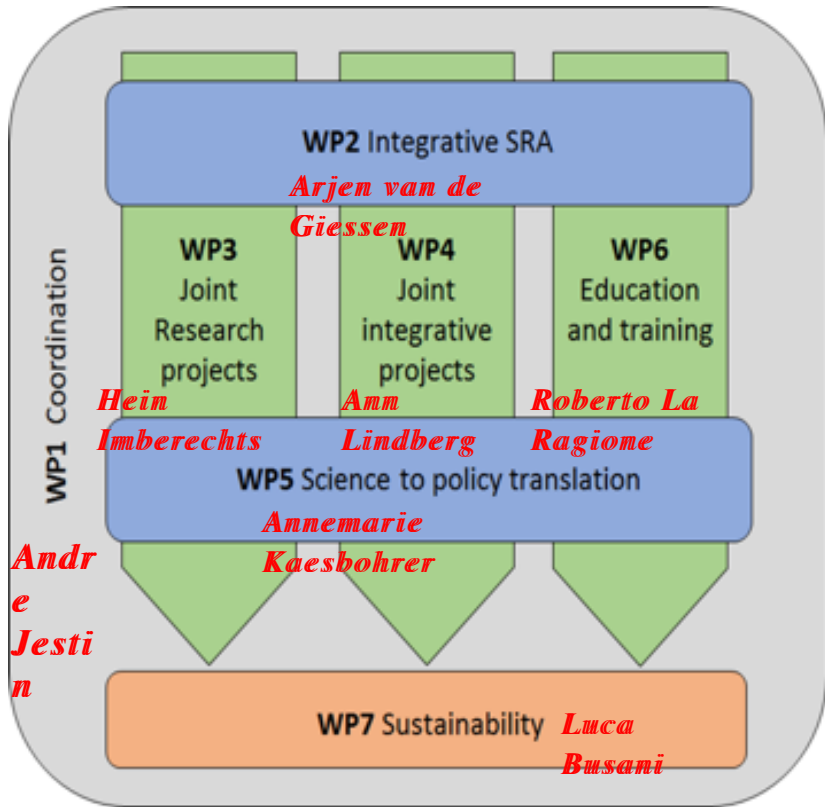 WP2 Integrative SRA
Arjen van de
Giessen
WP3
Joint
Research
projects
Hein
Imberechts
WP4
Joint
integrative
projects
Ann
Lindberg
WP6
Education
and training
Roberto La
Ragione
WP1 Coordination
Andr
e
Jesti
n
WP5 Science to policy translation
Annemarie
Kaesbohrer
WP7 Sustainability
Luca
Busani